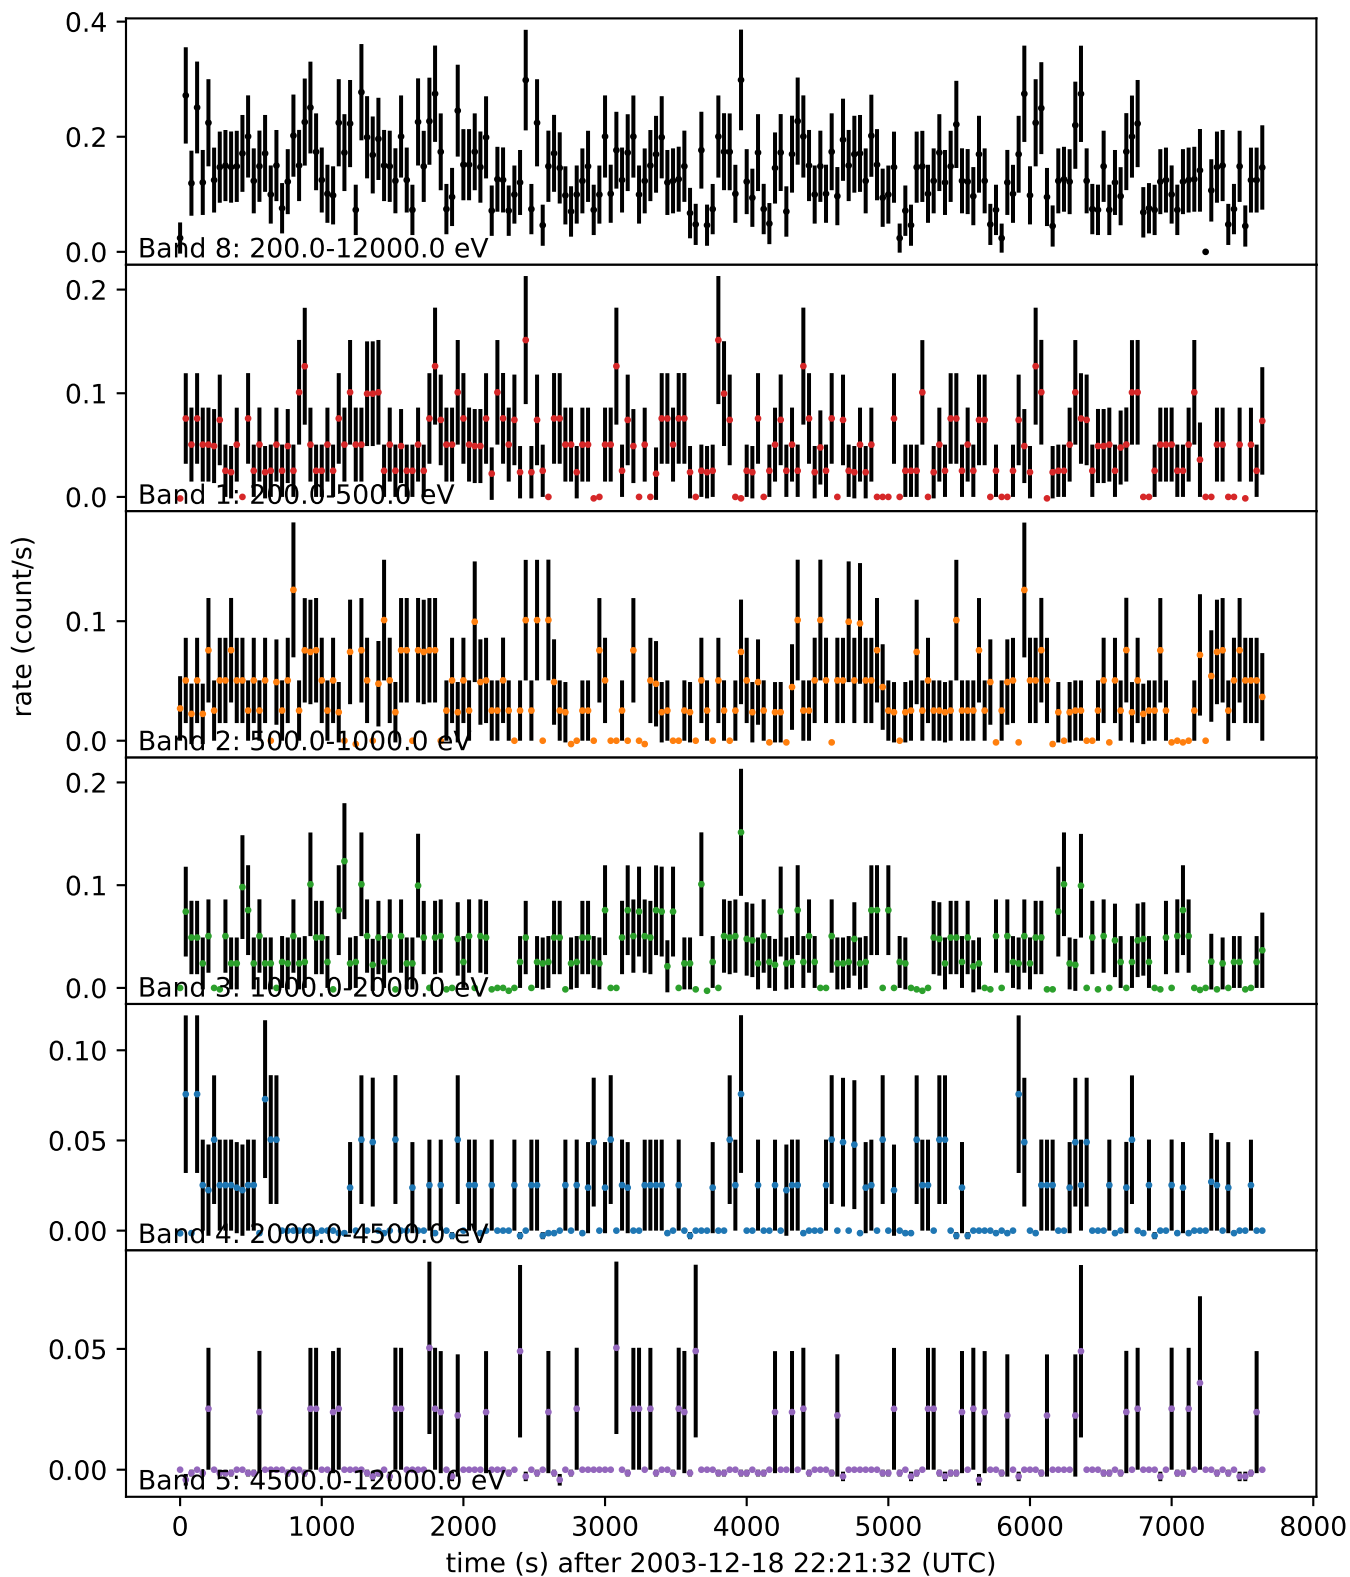 0.4
0.2
0.0
Band 8: 200.0-12000.0 eV
0.2
0.1
0.0
Band 1: 200.0-500.0 eV
0.1
0.0
Band 2: 500.0-1000.0 eV
rate (count/s)
0.2
0.1
0.0
Band 3: 1000.0-2000.0 eV
0.10
0.05
0.00
Band 4: 2000.0-4500.0 eV
0.05
0.00
Band 5: 4500.0-12000.0 eV
0 1000 2000 3000 4000 5000 6000 7000 8000
time (s) after 2003-12-18 22:21:32 (UTC)